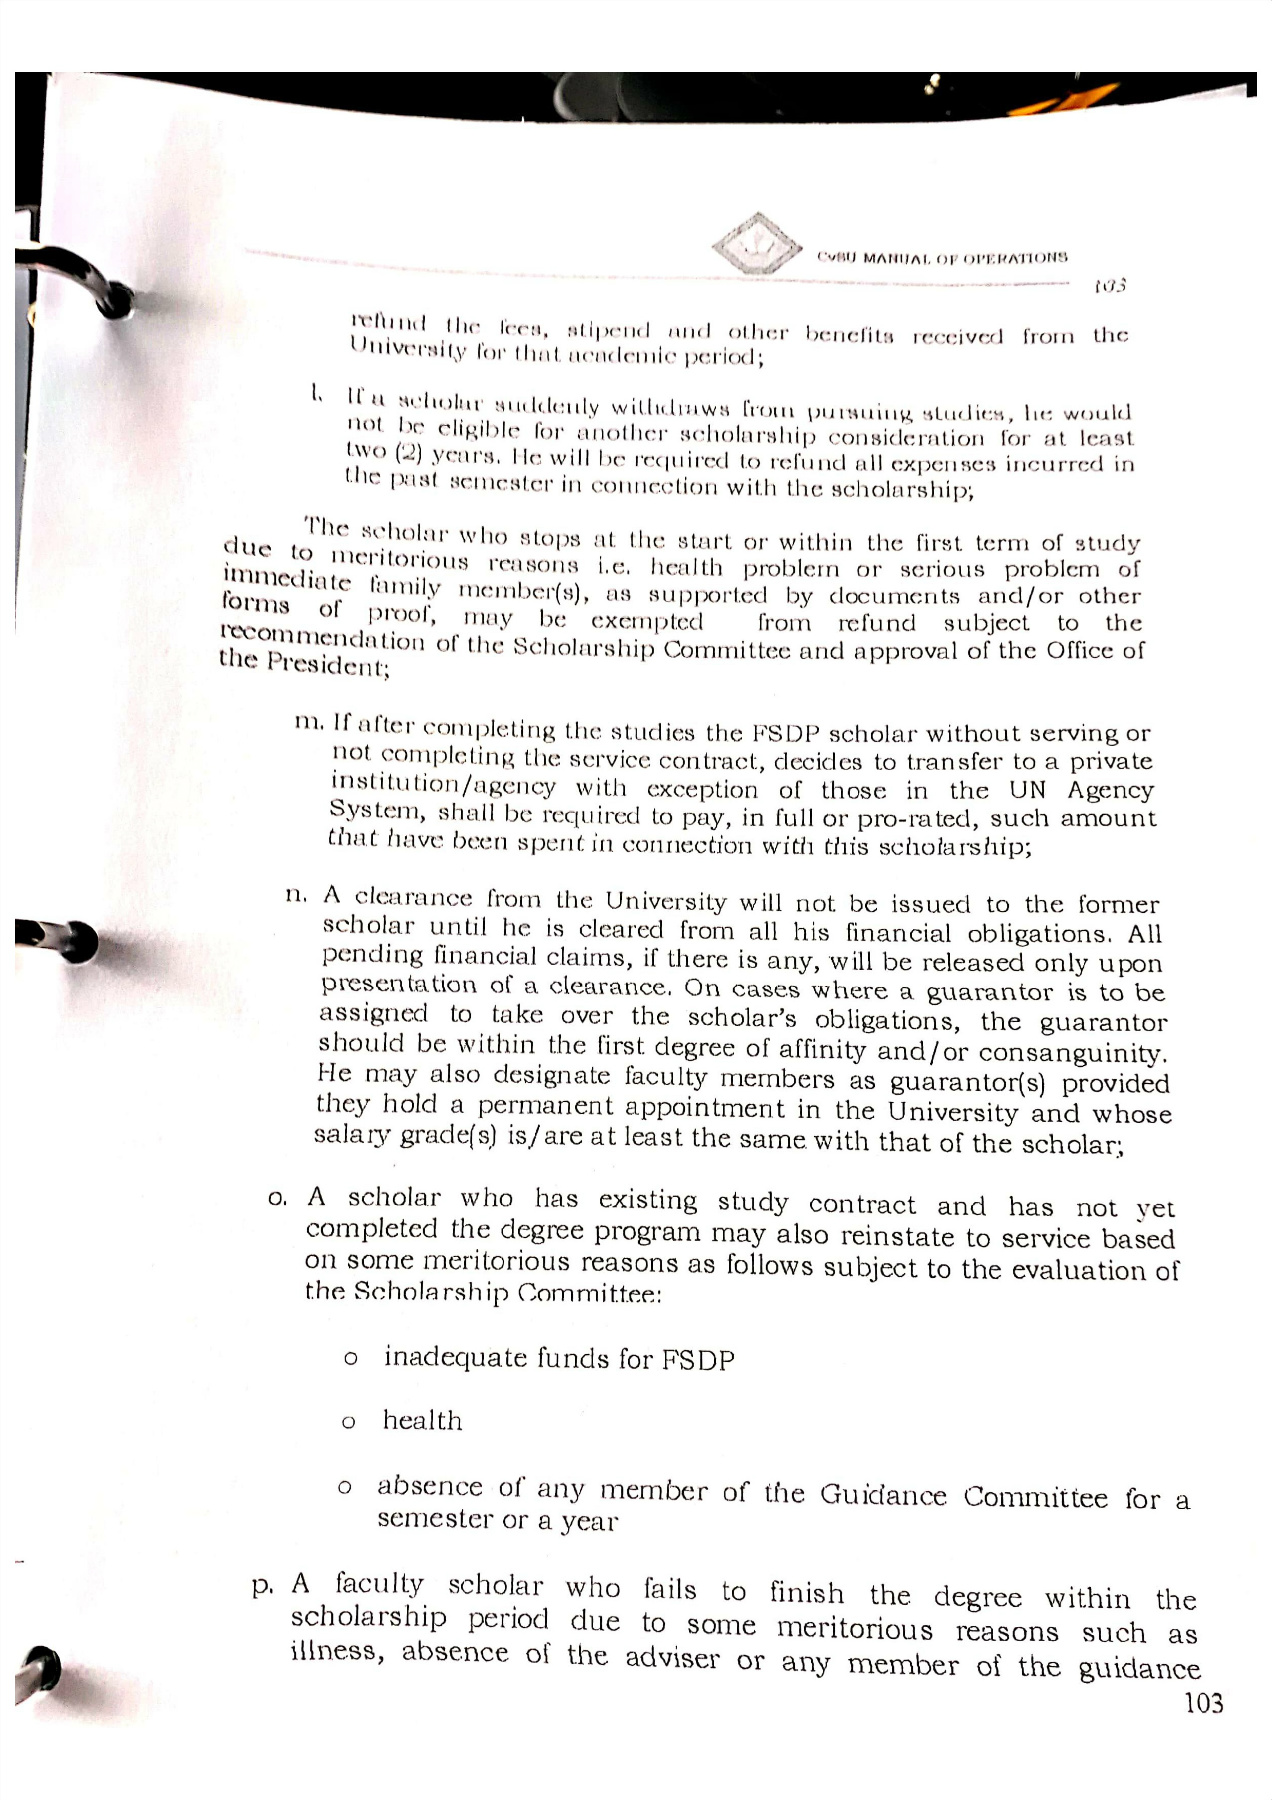 CvSU MANUAL OF OPERATIONS
103
refund the fees, stipend and other benefits received from the
University for that academic period;
l. If a scholar suddenly withdraws from pursuing studies, he would
not be eligible for another scholarship consideration for at least
two (2) years. He will be required to refund all expenses incurred in
the past semester in connection with the scholarship;
The scholar who stops at the start or within the first term of study
due to meritorious reasons i.e. health problem or serious problem of
immediate family member(s), as supported by documents and/or other
forms of proof, may be exempted from refund subject to the
recommendation of the Scholarship Committee and approval of the Office of
the President;
m. If after completing the studies the FSDP scholar without serving or
not completing the service contract, decides to transfer to a private
institution/agency with exception of those in the UN Agency
System, shall be required to pay, in full or pro-rated, such amount
that have been spent in connection with this scholarship;
n. A clearance from the University will not be issued to the former
scholar until he is cleared from all his financial obligations. All
pending financial claims, if there is any, will be released only upon
presentation of a clearance. On cases where a guarantor is to be
assigned to take over the scholar's obligations, the guarantor
should be within the first degree of affinity and/or consanguinity.
He may also designate faculty members as guarantor(s) provided
they hold a permanent appointment in the University and whose
salary grade(s) is/are at least the same with that of the scholar;
o. A scholar who has existing study contract and has not yet
completed the degree program may also reinstate to service based
on some meritorious reasons as follows subject to the evaluation of
the Scholarship Committee:
o inadequate funds for FSDP
o health
o absence of any member of the Guidance Committee for a
semester or a year
p. A faculty scholar who fails to finish the degree within the
scholarship period due to some meritorious reasons such as
illness, absence of the adviser or any member of the guidance
103